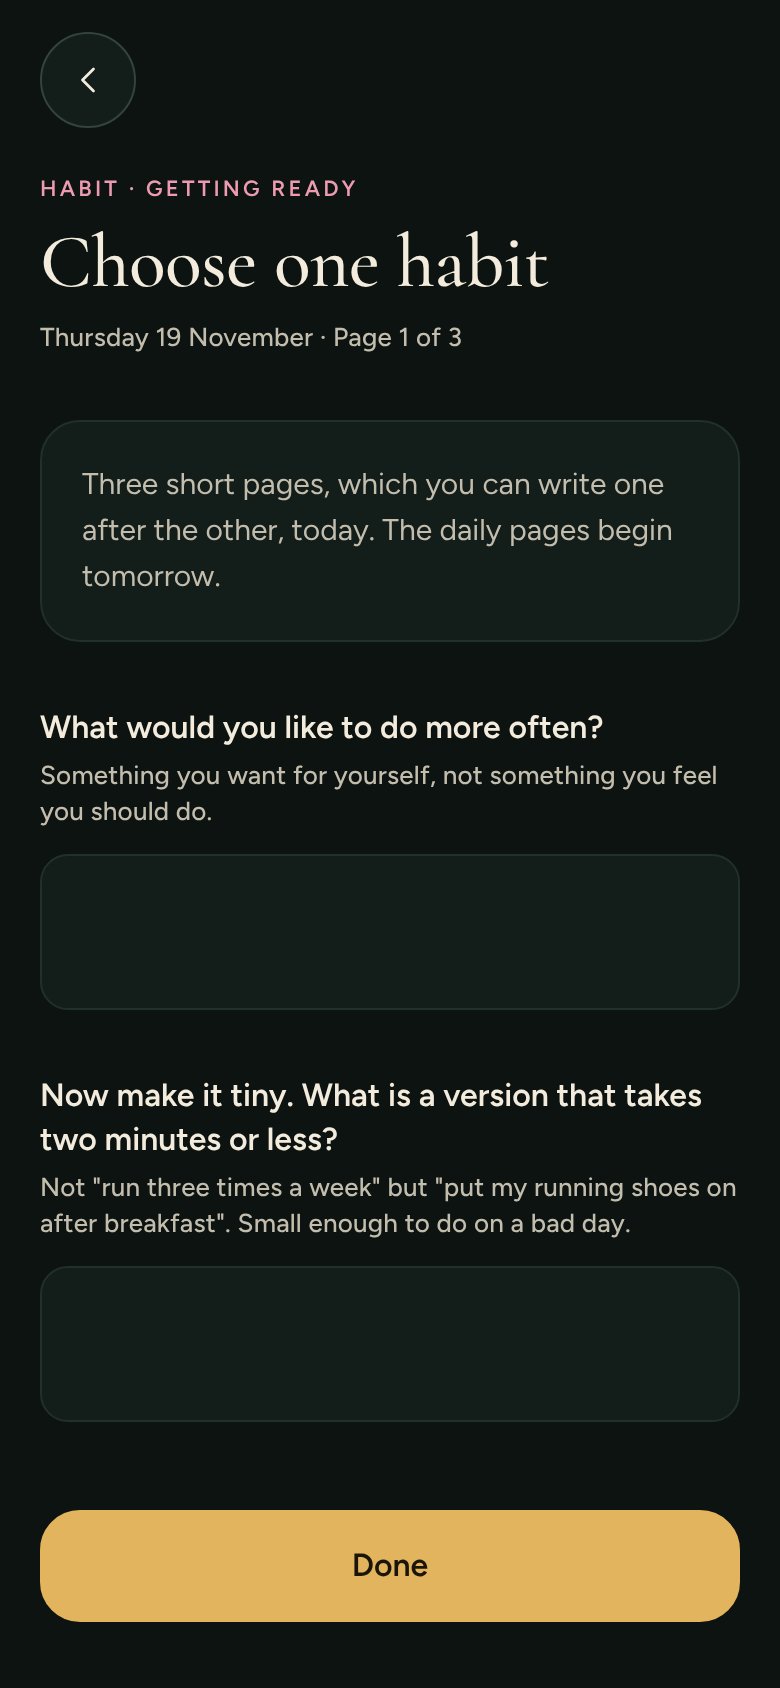 HABIT · GETTING READY
Choose one habit
Thursday 19 November · Page 1 of 3
Three short pages, which you can write one
after the other, today. The daily pages begin
tomorrow.
What would you like to do more often?
Something you want for yourself, not something you feel
you should do.
Now make it tiny. What is a version that takes
two minutes or less?
Not "run three times a week" but "put my running shoes on
after breakfast". Small enough to do on a bad day.
Done